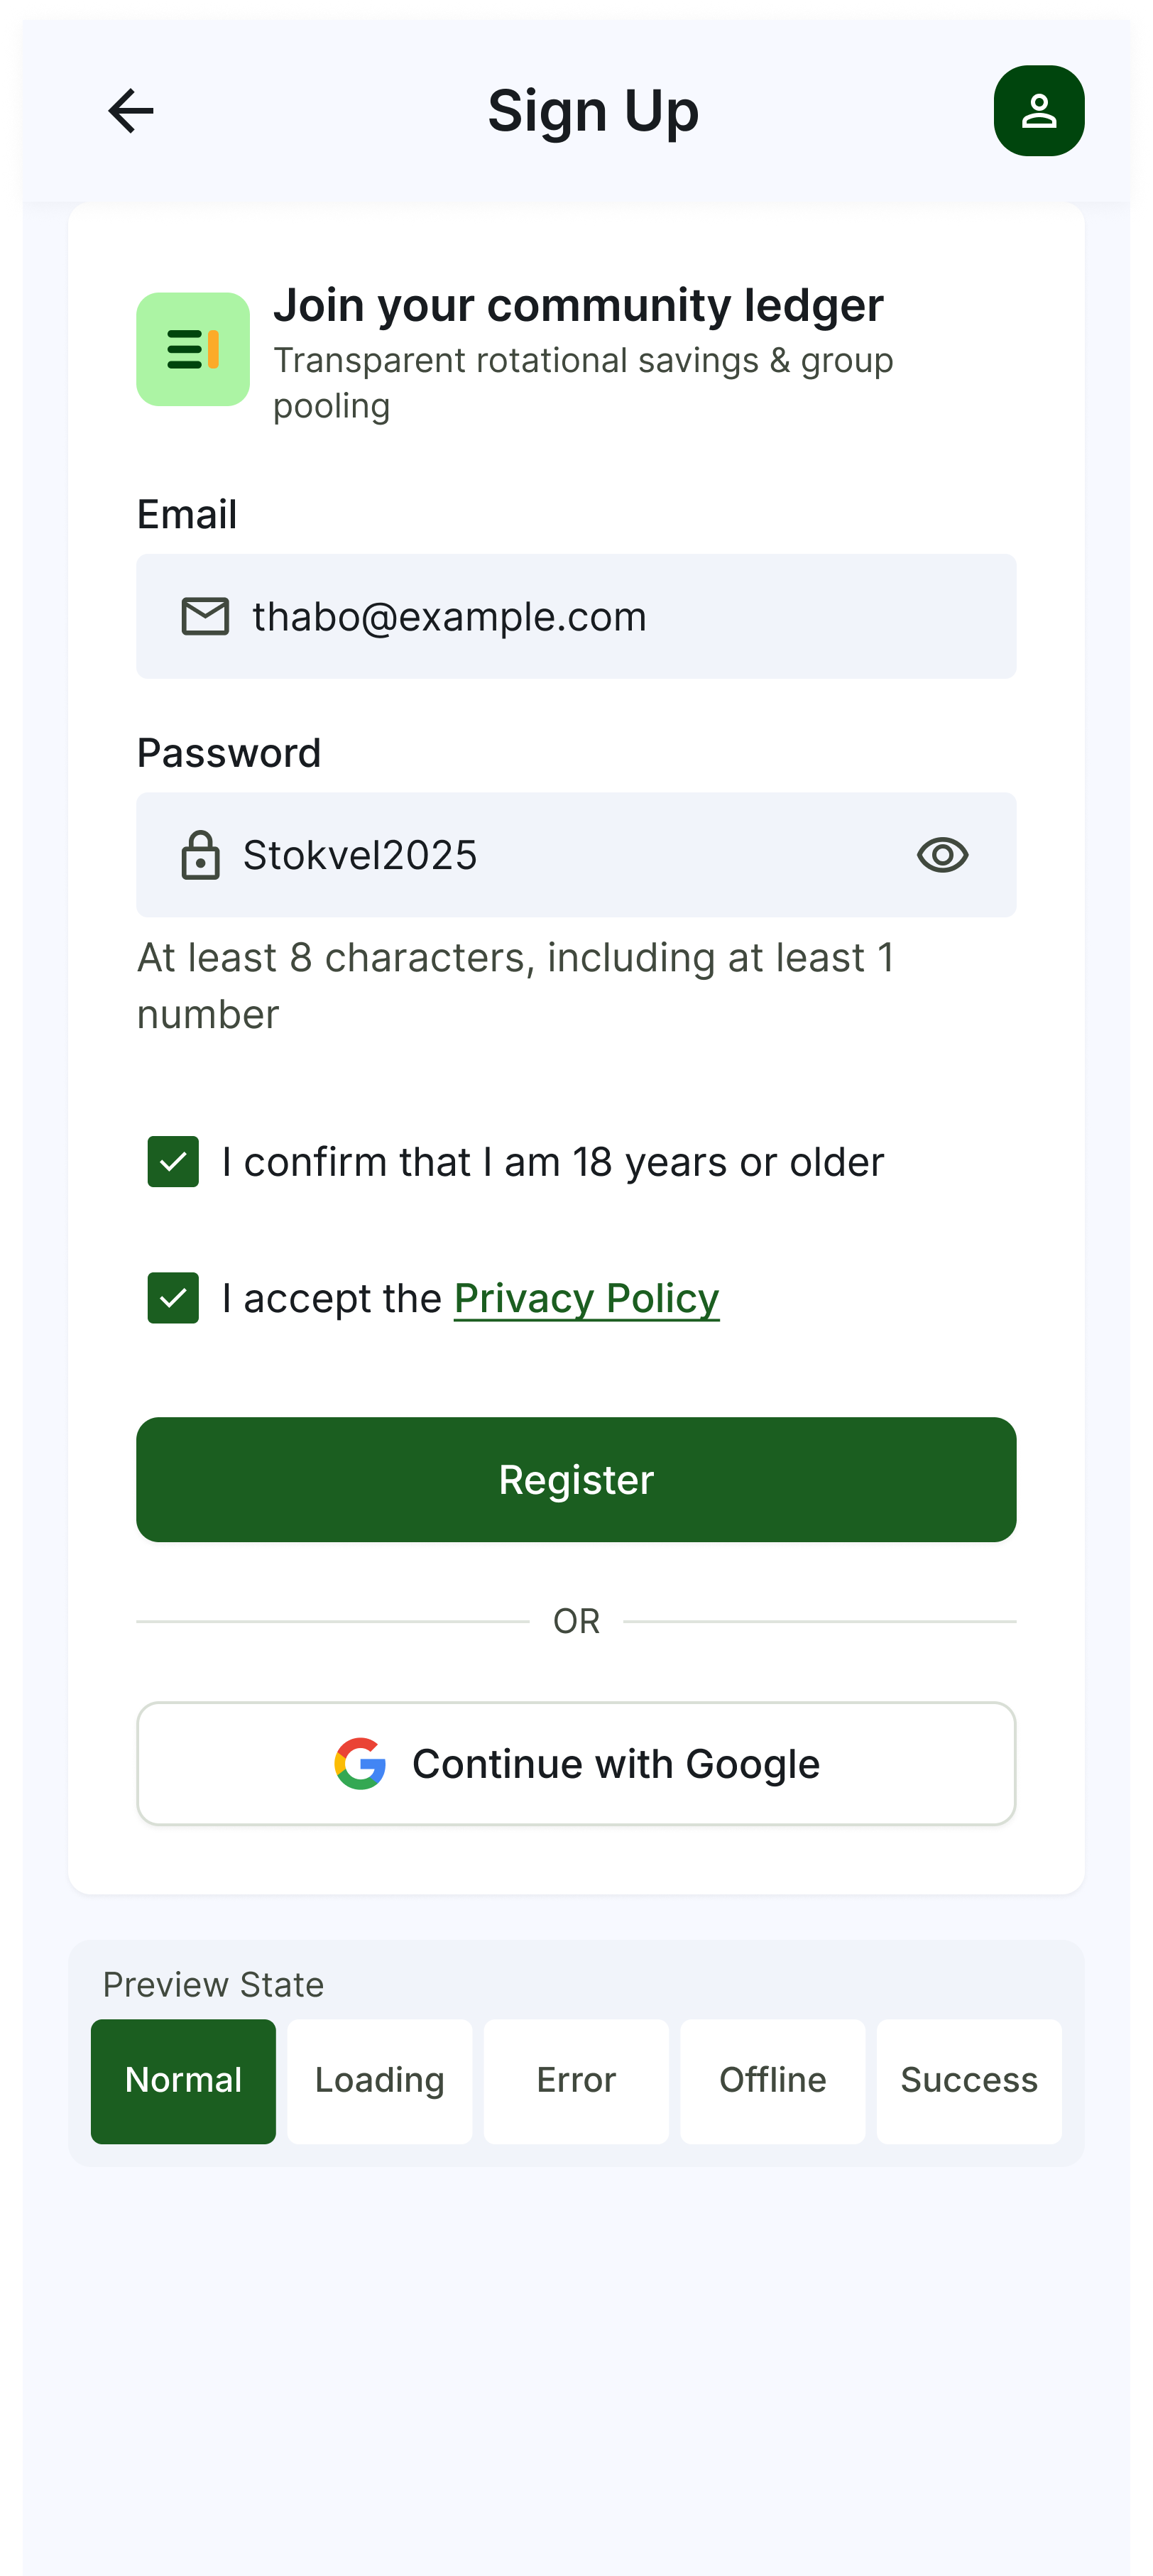 Sign Up
Join your community ledger
Transparent rotational savings & group
pooling
Email
thabo@example.com
Password
Stokvel2025
At least 8 characters, including at least 1
number
I confirm that I am 18 years or older
I accept the Privacy Policy
Register
OR
Continue with Google
Preview State
Normal
Loading
Error
Offline
Success